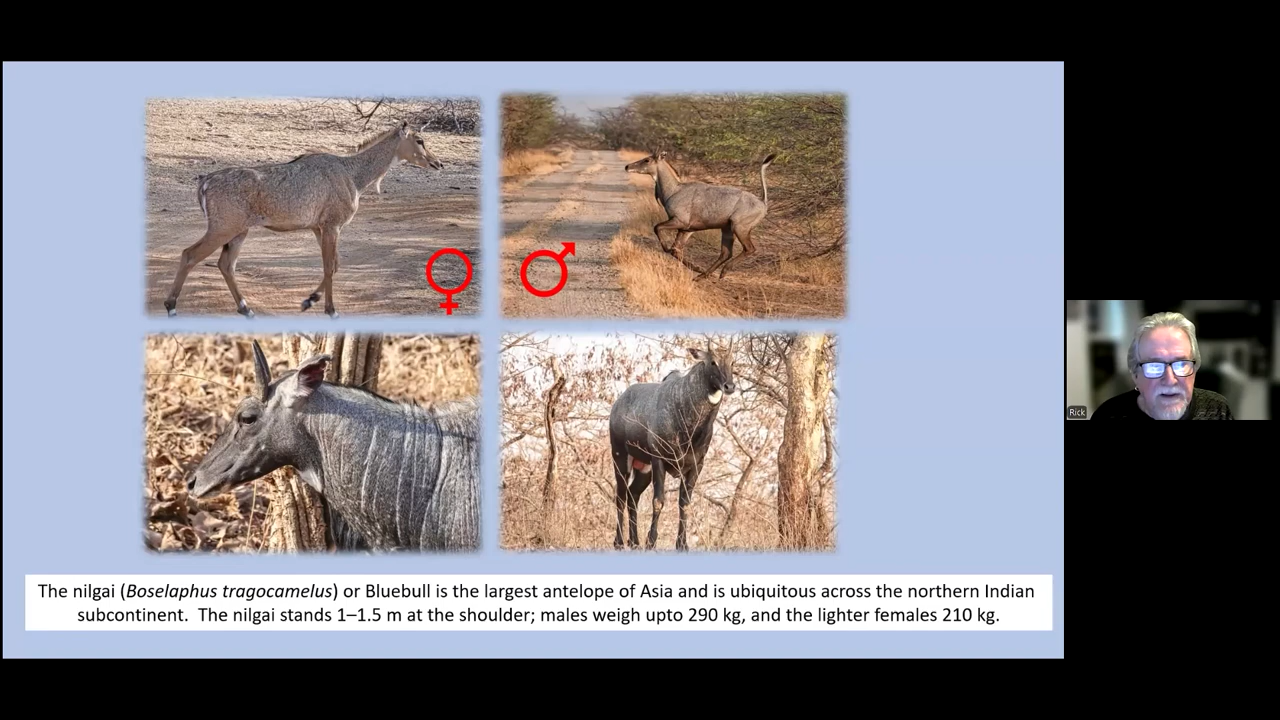 Rick
The nilgai (Boselaphus tragocamelus) or Bluebull is the largest antelope of Asia and is ubiquitous across the northern Indian
subcontinent.  The nilgai stands 1–1.5 m at the shoulder; males weigh upto 290 kg, and the lighter females 210 kg.